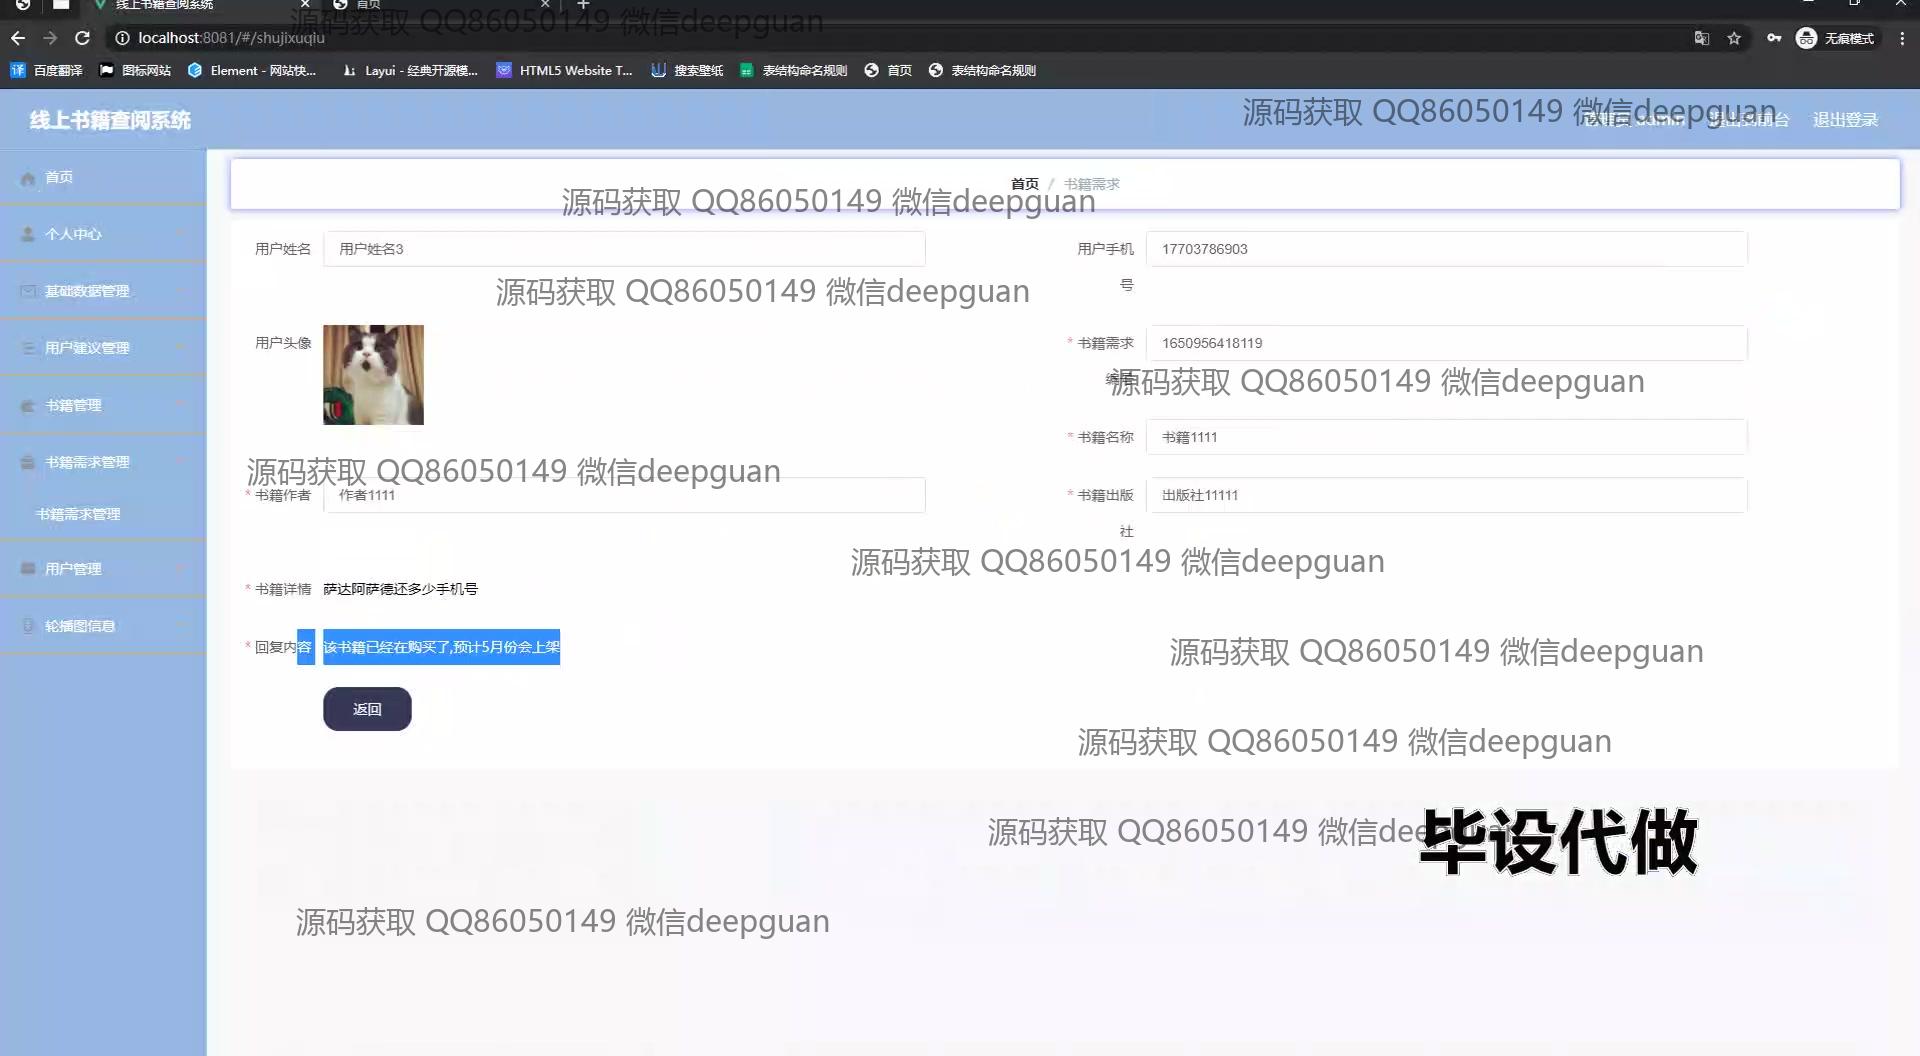 线上书籍查阅系统
首页
源码获取 QQ86050149 微信deepguan
localhost:8081/#/shujixuqiu
无痕模式
百度翻译
图标网站
Element - 网站快...
Layui - 经典开源模...
HTML5 Website T...
搜索壁纸
表结构命名规则
首页
表结构命名规则
线上书籍查阅系统
源码获取 QQ86050149 微信deepguan
退出登录
首页
个人中心
基础数据管理
用户建议管理
书籍管理
书籍需求管理
书籍需求管理
用户管理
轮播图信息
首页 / 书籍需求
源码获取 QQ86050149 微信deepguan
用户姓名 用户姓名3
用户手机号 17703786903
源码获取 QQ86050149 微信deepguan
用户头像
* 书籍需求 1650956418119
源码获取 QQ86050149 微信deepguan
* 书籍名称 书籍1111
源码获取 QQ86050149 微信deepguan
* 书籍作者 作者1111
* 书籍出版社 出版社11111
源码获取 QQ86050149 微信deepguan
* 书籍详情 萨达阿萨德还多少手机号
* 回复内容 该书籍已经在购买了,预计5月份会上架
源码获取 QQ86050149 微信deepguan
返回
源码获取 QQ86050149 微信deepguan
源码获取 QQ86050149 微信deepguan
毕设代做
源码获取 QQ86050149 微信deepguan